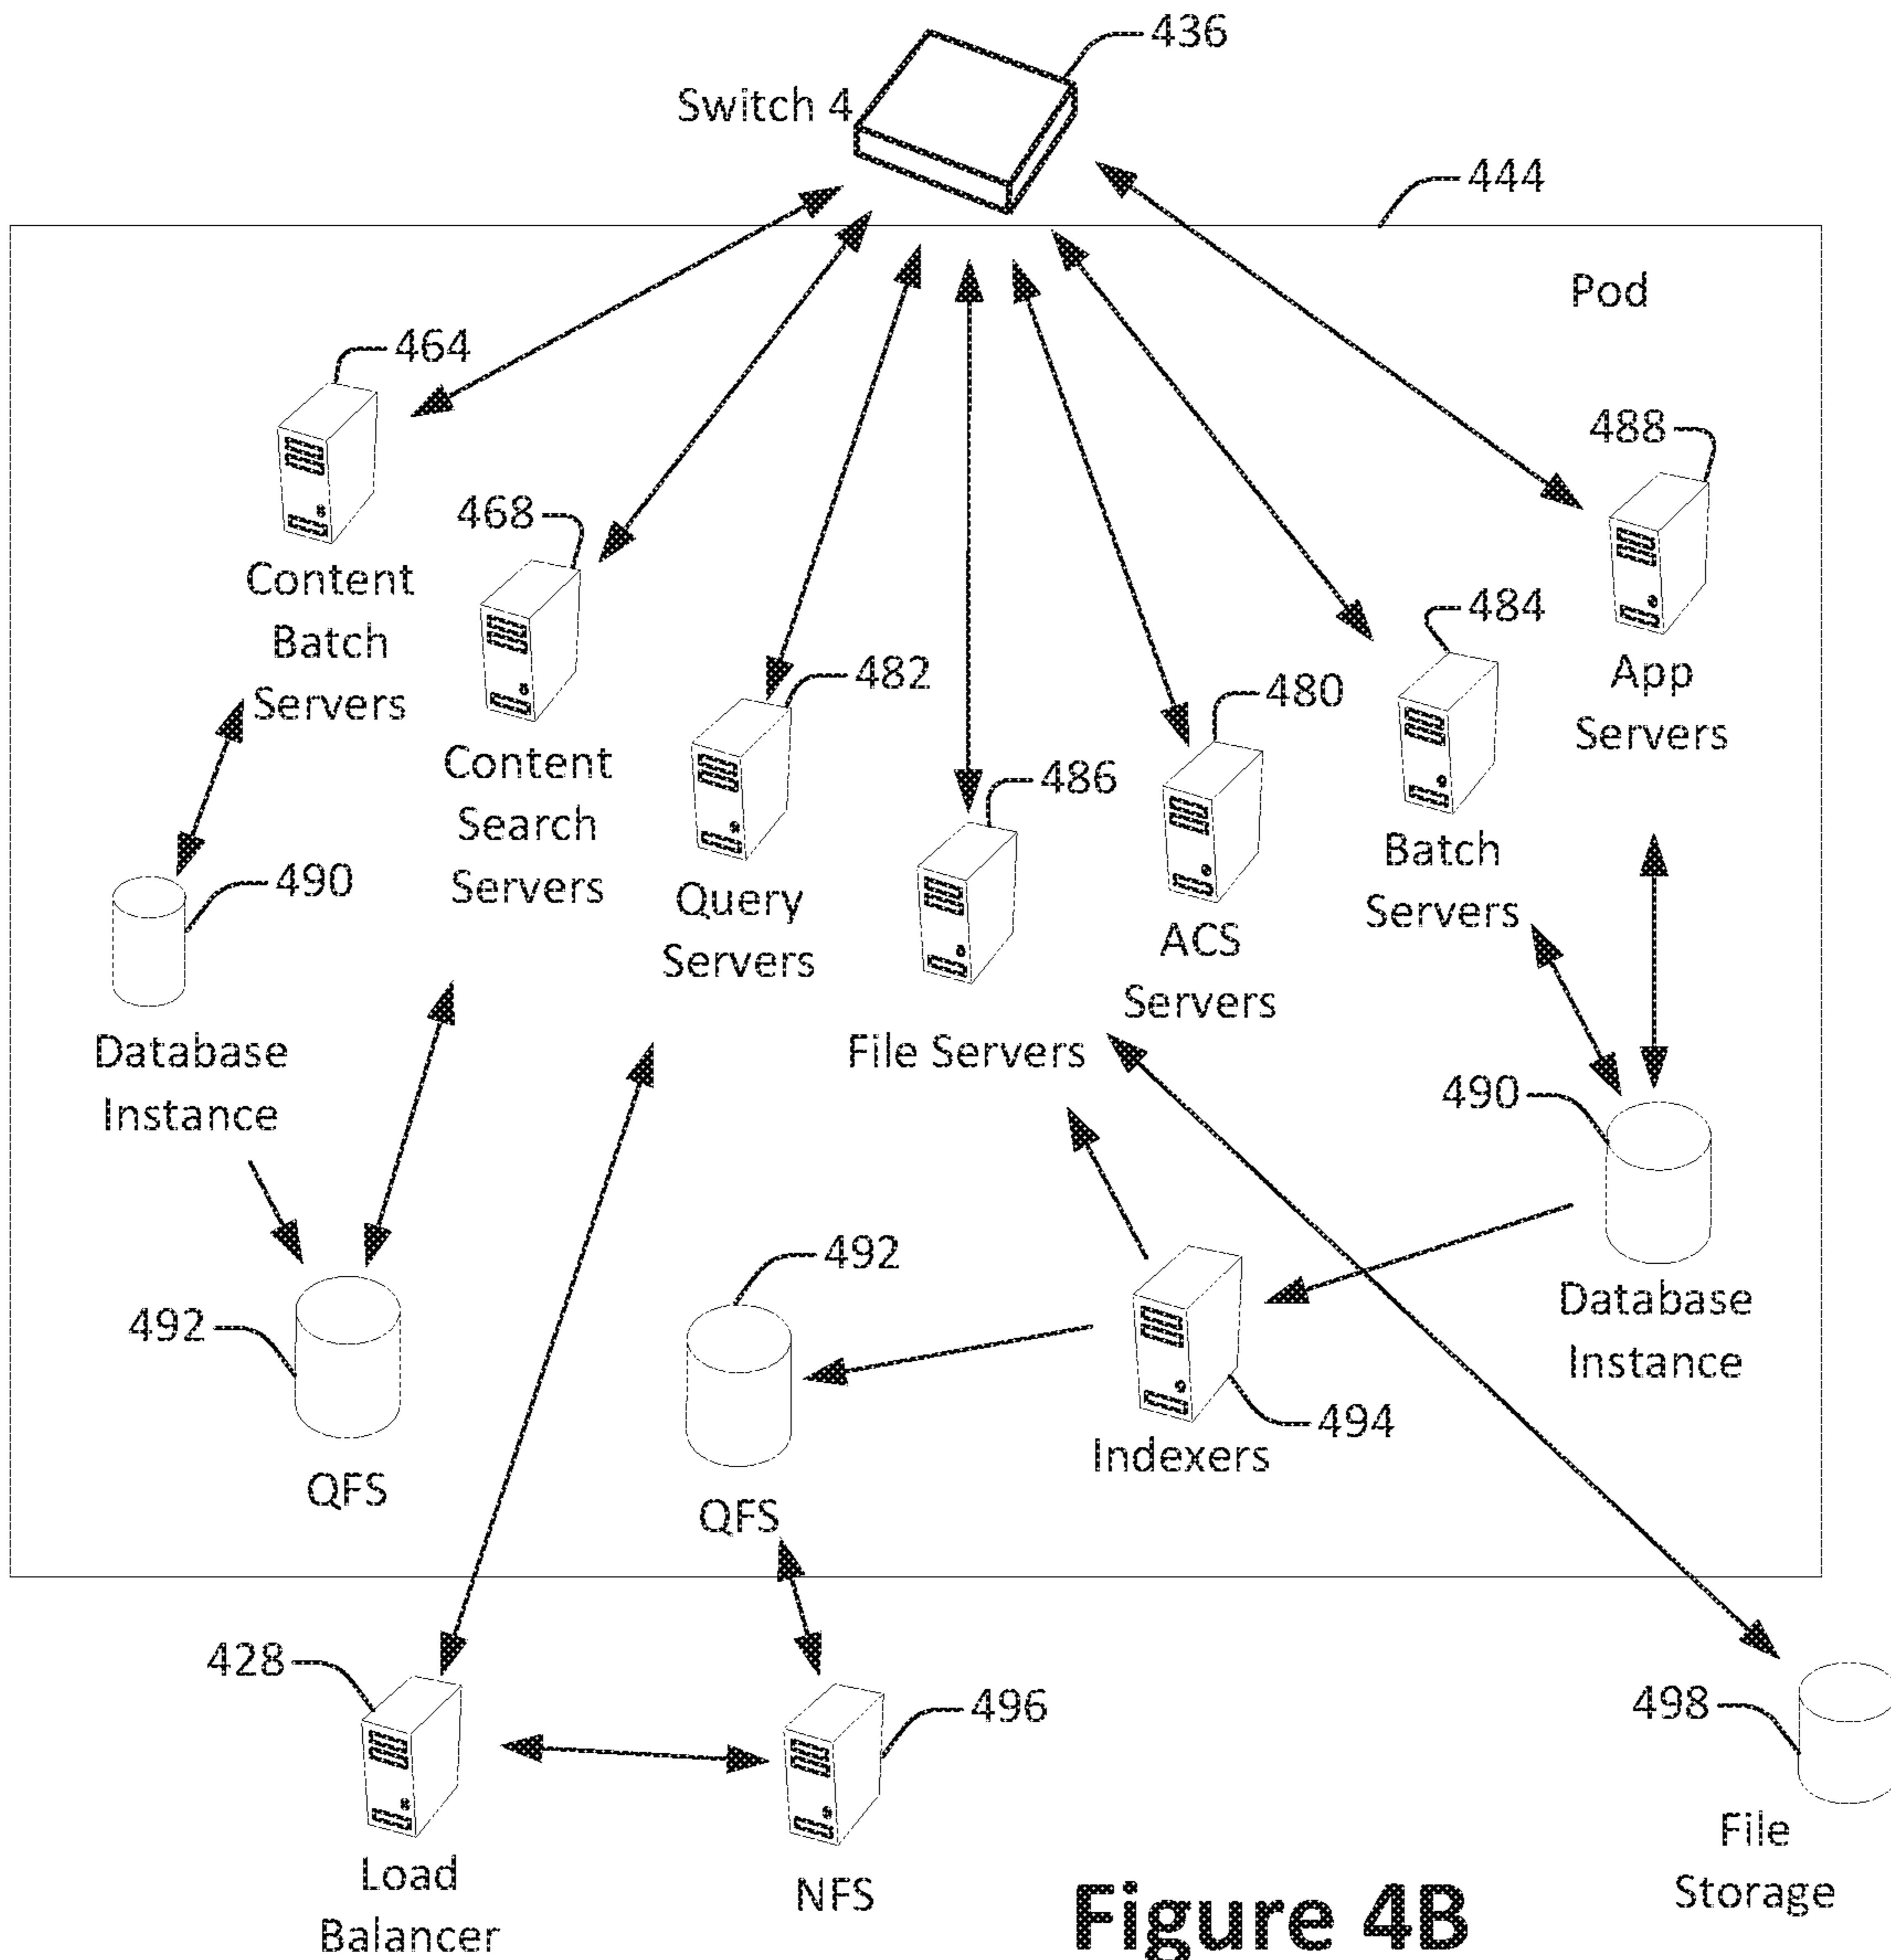 436
Switch 4
444
Pod
464
488
468
Content
Batch
Servers
484
482
480
App
Servers
Content
Search
Servers
486
Batch
Servers
490
Query
Servers
ACS
Servers
Database
Instance
File Servers
490
492
Database
Instance
492
494
Indexers
QFS
QFS
428
496
498
File
Storage
Load
Balancer
NFS
Figure 4B